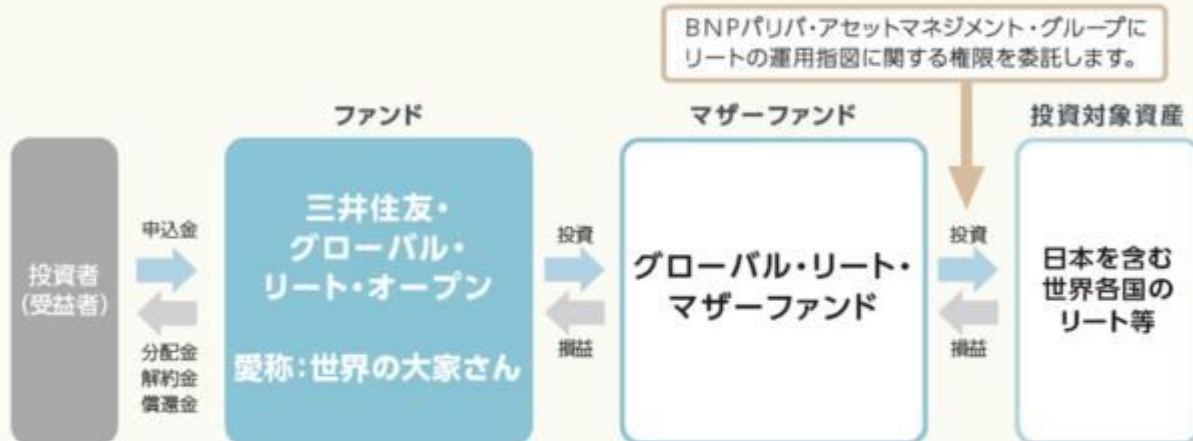 BNPパリバ・アセットマネジメント・グループに
リートの運用指図に関する権限を委託します。
ファンド
マザーファンド
投資対象資産
投資者
(受益者)
申込金
分配金
解約金
償還金
三井住友・
グローバル・
リート・オープン
愛称:世界の大家さん
投資
損益
グローバル・リート・
マザーファンド
投資
損益
日本を含む
世界各国の
リート等